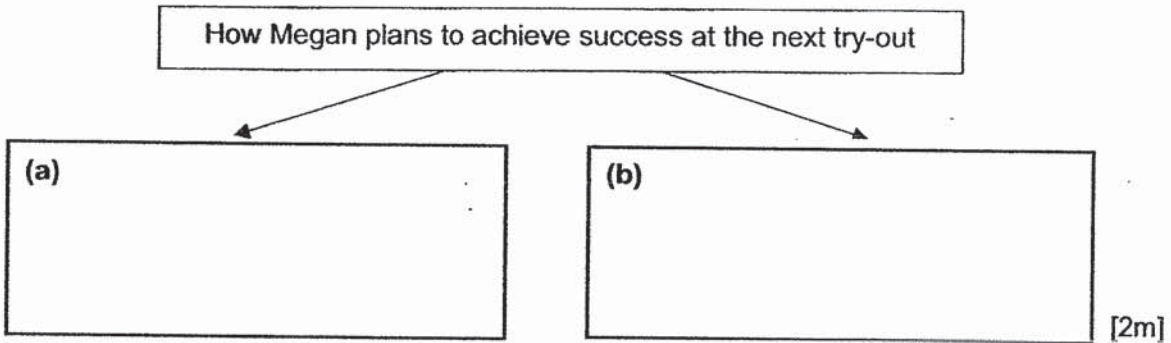 How Megan plans to achieve success at the next try-out
(a)
(b)
[2m]